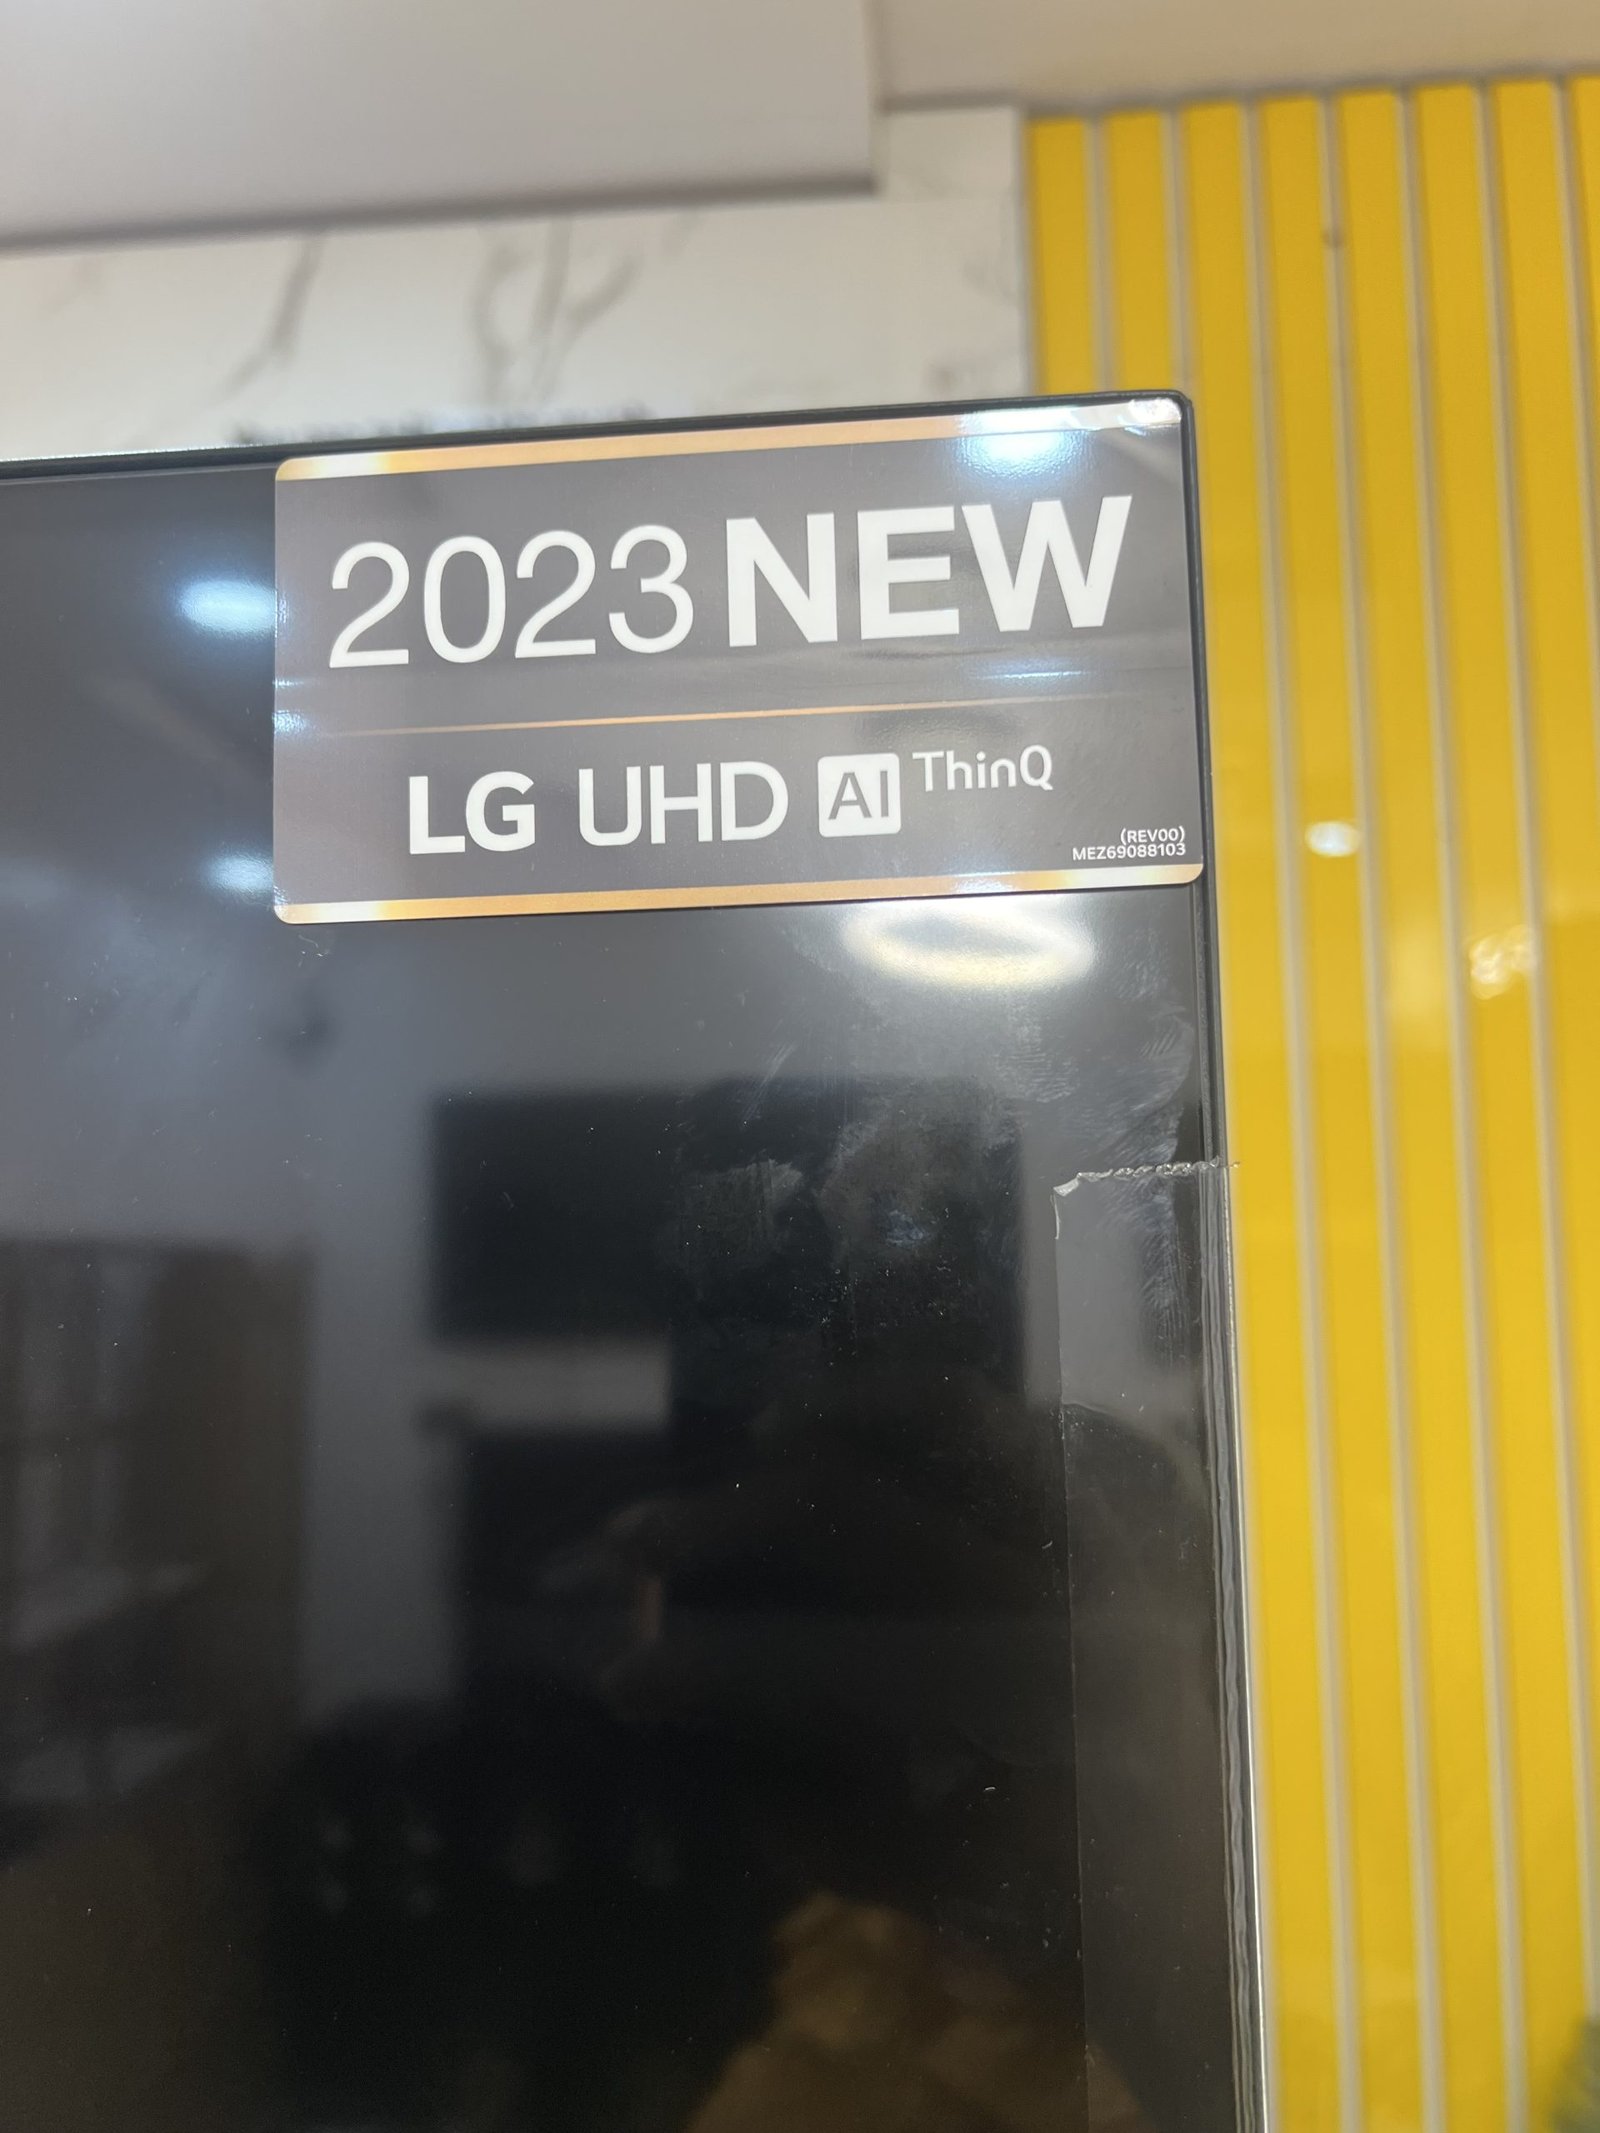 2023 NEW
LG UHD AI ThinQ
(REV00)
MEZ69088103